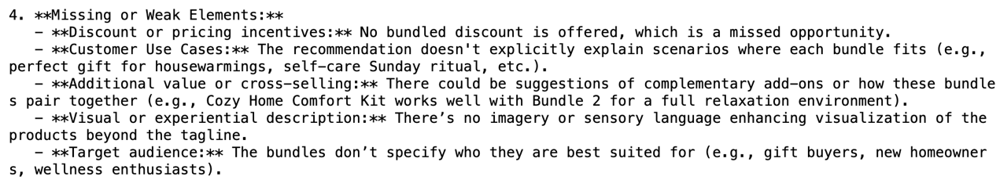 4. **Missing or Weak Elements:**
   - **Discount or pricing incentives:** No bundled discount is offered, which is a missed opportunity.
   - **Customer Use Cases:** The recommendation doesn't explicitly explain scenarios where each bundle fits (e.g.,
perfect gift for housewarmings, self-care Sunday ritual, etc.).
   - **Additional value or cross-selling:** There could be suggestions of complementary add-ons or how these bundle
s pair together (e.g., Cozy Home Comfort Kit works well with Bundle 2 for a full relaxation environment).
   - **Visual or experiential description:** There’s no imagery or sensory language enhancing visualization of the
products beyond the tagline.
   - **Target audience:** The bundles don’t specify who they are best suited for (e.g., gift buyers, new homeowner
s, wellness enthusiasts).